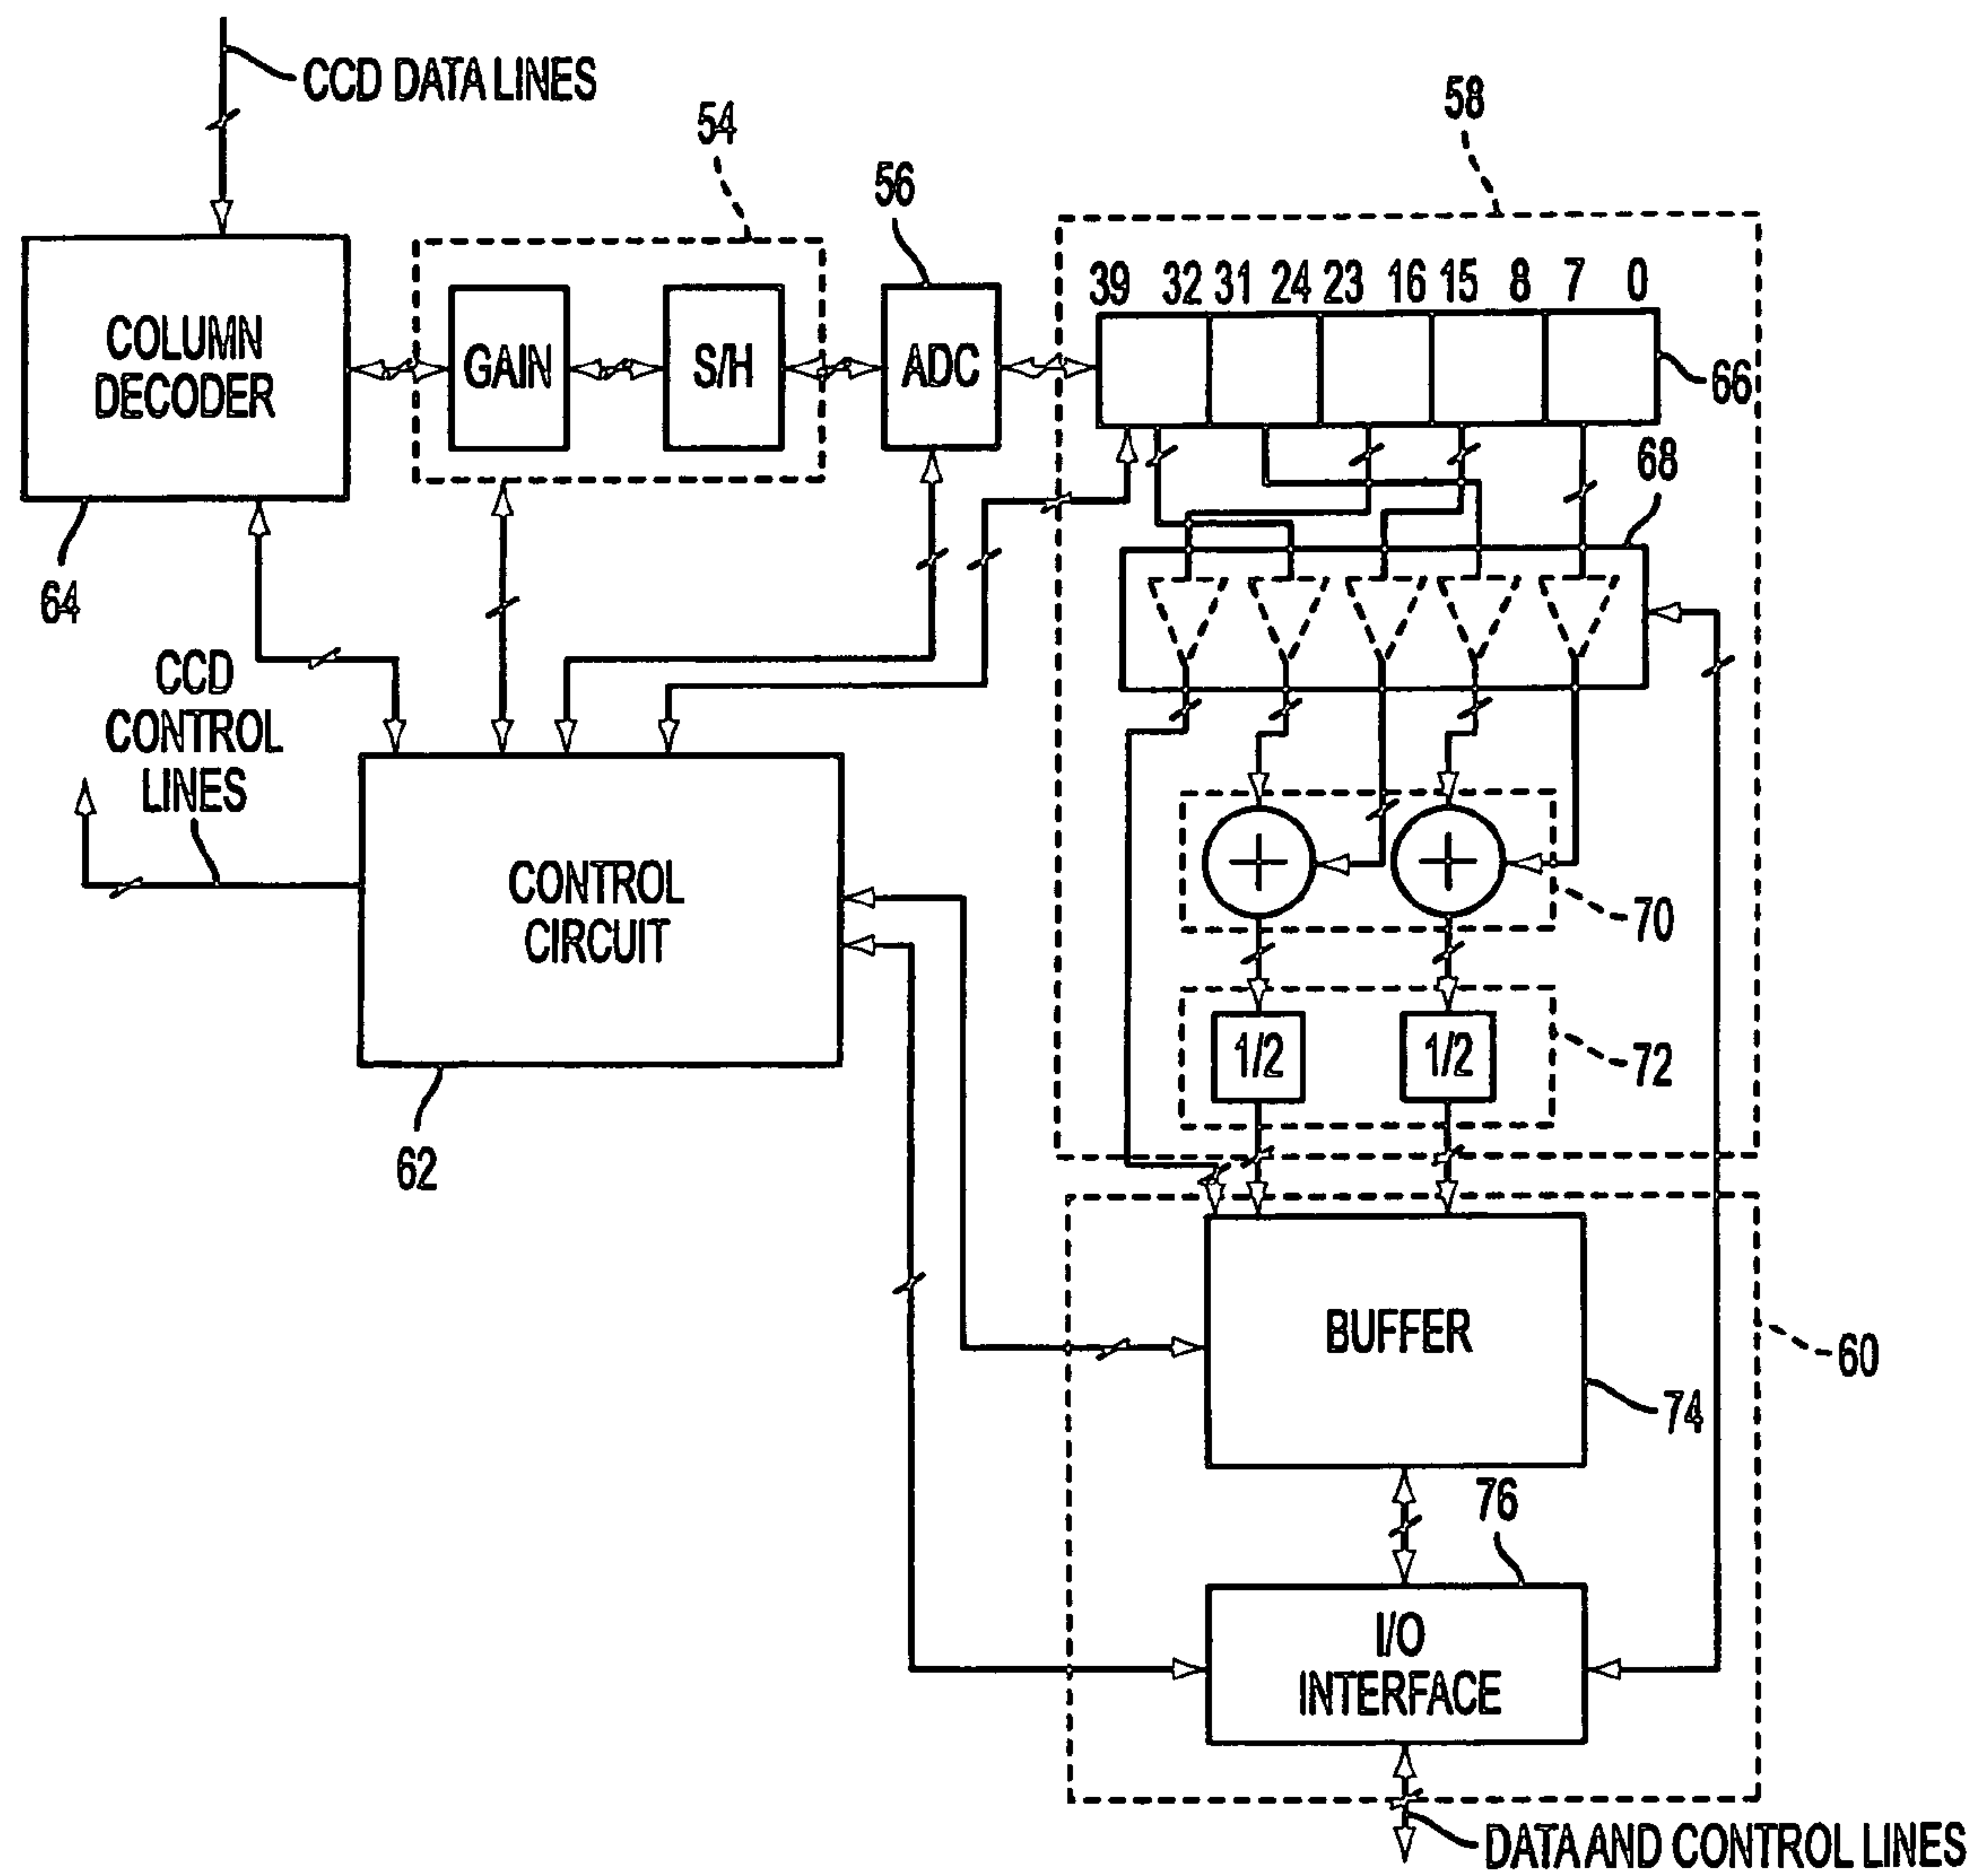 CCD DATA LINES
54
58
56
39 32 31 24 23 16 15 8 7 0
COLUMN
DECODER
GAIN
S/H
ADC
66
68
64
CCD
CONTROL
LINES
CONTROL
CIRCUIT
70
1/2
1/2
72
62
BUFFER
60
74
76
I/O
INTERFACE
DATA AND CONTROL LINES